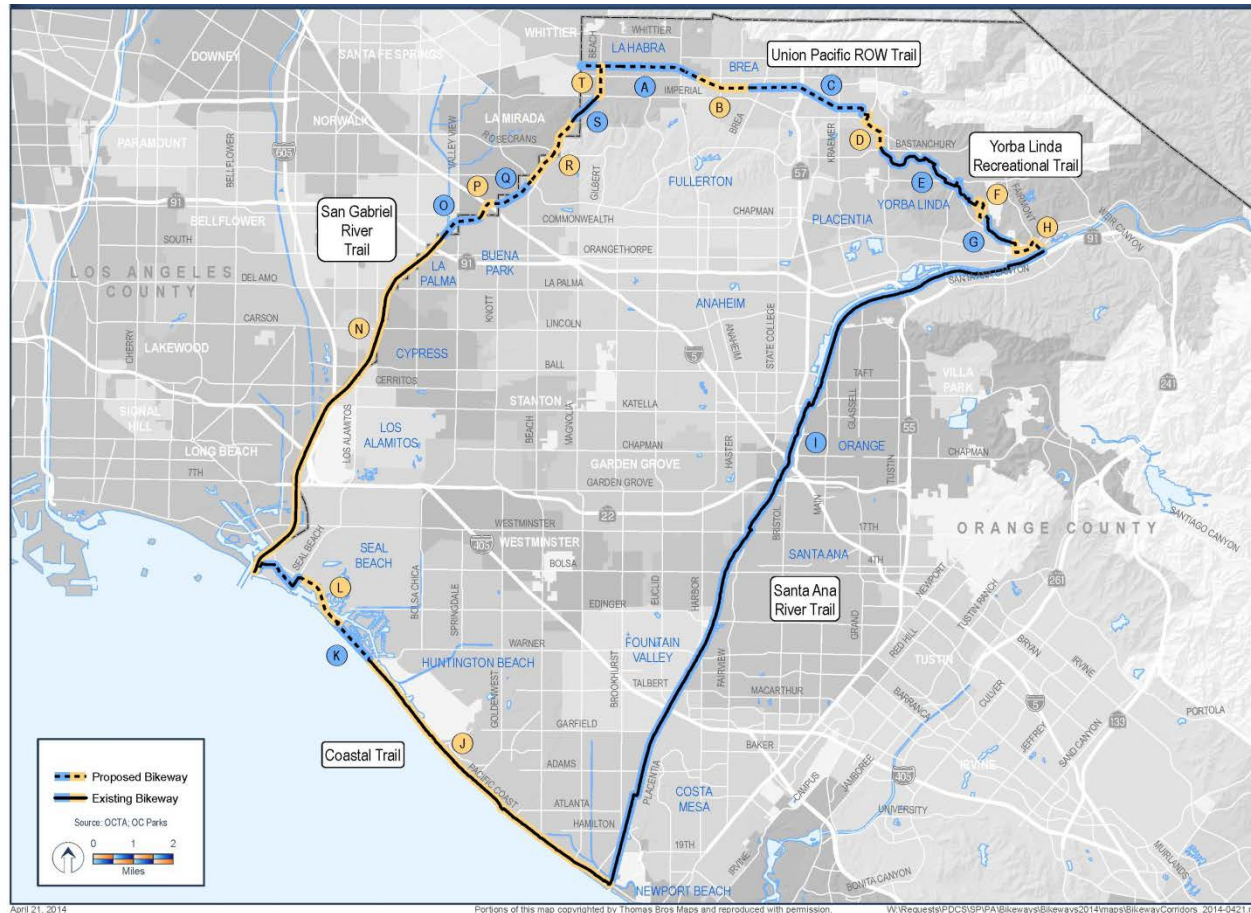 WHITTIER
WHITTIER
DOWNEY
SANTA FE SPRINGS
BEACH
LA HABRA
Union Pacific ROW Trail
BREA
T
A
IMPERIAL
B
C
NORWALK
LA MIRADA
S
BREA
KRAEMER
D
BASTANCHURY
PARAMOUNT
BELLFLOWER
605
VALLEY VIEW
ROSECRANS
R
GILBERT
FULLERTON
57
Yorba Linda
Recreational Trail
E
YORBA LINDA
F
FAIRMONT
91
Q
P
O
San Gabriel
River
Trail
COMMONWEALTH
CHAPMAN
PLACENTIA
G
H
WEIR CANYON
91
BELLFLOWER
SOUTH
BUENA
PARK
ORANGETHORPE
LOS ANGELES
COUNTY
DEL AMO
LA
PALMA
91
LA PALMA
ANAHEIM
SANTA ANA CANYON
CARSON
N
KNOTT
LINCOLN
ANAHEIM
STATE COLLEGE
CHERRY
LAKEWOOD
CYPRESS
BALL
5
CERRITOS
TAFT
VILLA
PARK
241
SIGNAL
HILL
STANTON
KATELLA
GLASSELL
LOS ALAMITOS
LOS
ALAMITOS
BEACH
MAGNOLIA
CHAPMAN
HASTER
I
ORANGE
55
CHAPMAN
LONG BEACH
7TH
GARDEN GROVE
GARDEN GROVE
TUSTIN
MAIN
22
BRISTOL
SANTIAGO CANYON
WESTMINSTER
17TH
ORANGE COUNTY
SEAL BEACH
SEAL
BEACH
405
WESTMINSTER
BOLSA
SANTA ANA
4TH
L
BOLSA CHICA
SPRINGDALE
EDINGER
EUCLID
HARBOR
Santa Ana
River Trail
GRAND
NEWPORT
TUSTIN RANCH
261
K
WARNER
FOUNTAIN
VALLEY
RED HILL
TUSTIN
BRYAN
IRVINE
HUNTINGTON BEACH
GOLDENWEST
BROOKHURST
TALBERT
FAIRVIEW
MACARTHUR
BARRANCA
CULVER
5
JEFFREY
SAND CANYON
133
PORTOLA
Coastal Trail
J
GARFIELD
BAKER
ADAMS
PACIFIC COAST
PLACENTIA
CAMPUS
JAMBOREE
405
IRVINE
Proposed Bikeway
Existing Bikeway
Source: OCTA; OC Parks
0 1 2
Miles
ATLANTA
HAMILTON
COSTA
MESA
UNIVERSITY
19TH
IRVINE
BONITA CANYON
MUIRLANDS
NEWPORT BEACH
April 21, 2014
Portions of this map copyrighted by Thomas Bros Maps and reproduced with permission.